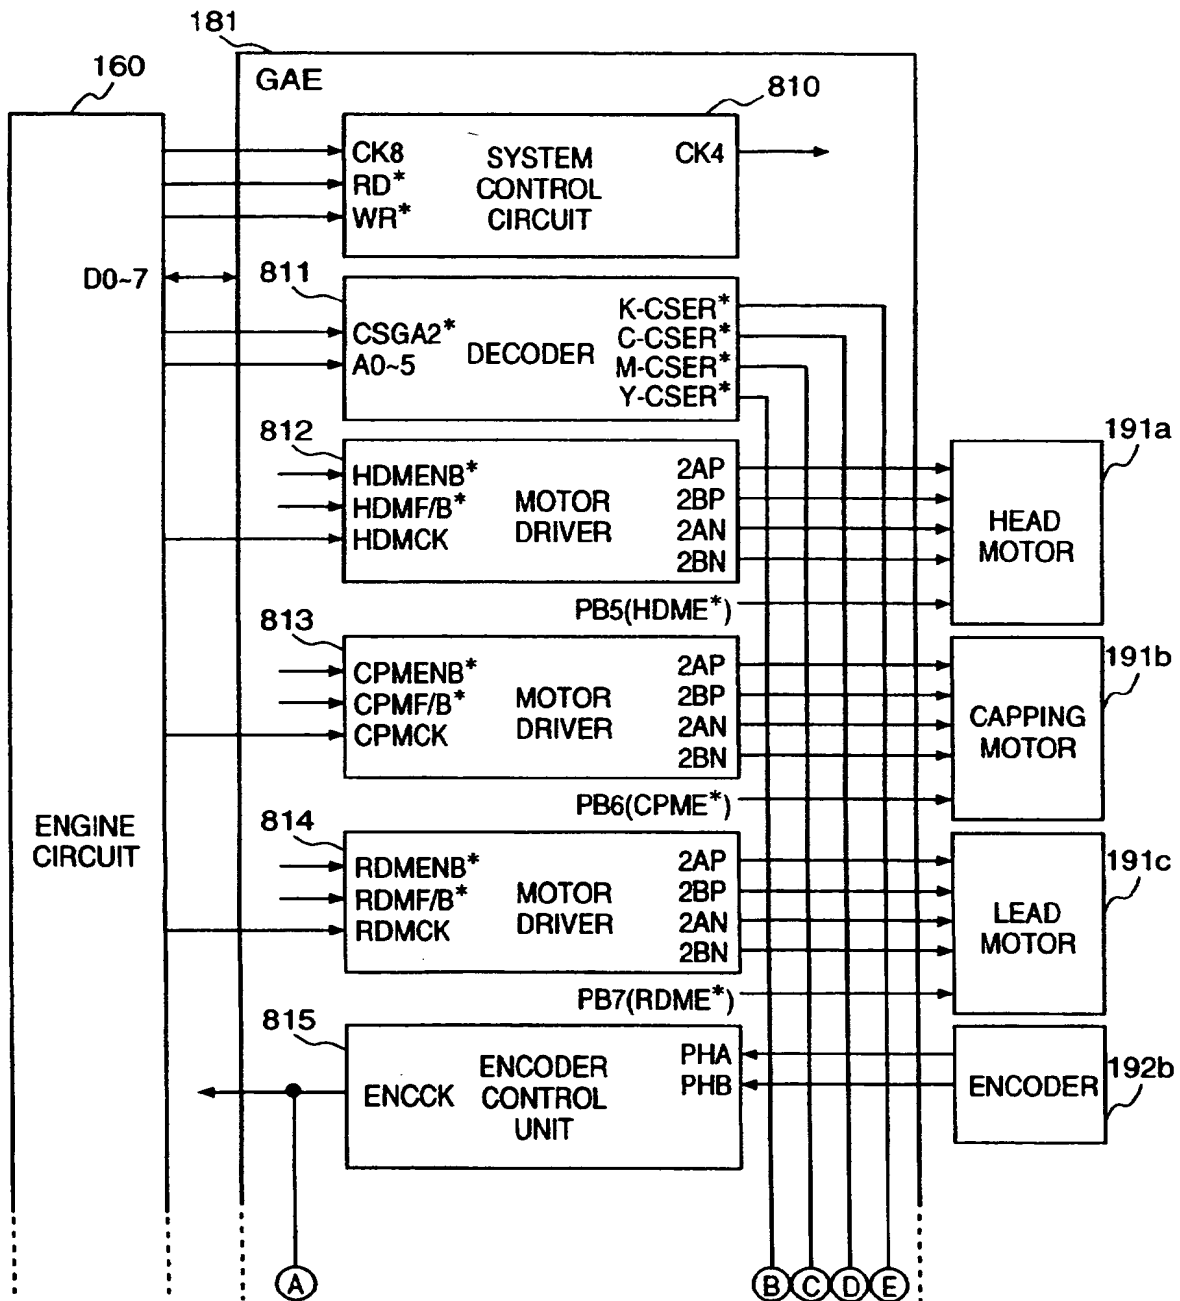 181
160
GAE
810
CK8
RD*
WR*
SYSTEM
CONTROL
CIRCUIT
CK4
D0~7
811
CSGA2*
A0~5
DECODER
K-CSER*
C-CSER*
M-CSER*
Y-CSER*
812
HDMENB*
HDMF/B*
HDMCK
MOTOR
DRIVER
2AP
2BP
2AN
2BN
191a
HEAD
MOTOR
PB5(HDME*)
813
CPMENB*
CPMF/B*
CPMCK
MOTOR
DRIVER
2AP
2BP
2AN
2BN
191b
CAPPING
MOTOR
PB6(CPME*)
ENGINE
CIRCUIT
814
RDMENB*
RDMF/B*
RDMCK
MOTOR
DRIVER
2AP
2BP
2AN
2BN
191c
LEAD
MOTOR
PB7(RDME*)
815
ENCCK
ENCODER
CONTROL
UNIT
PHA
PHB
ENCODER
192b
A
B
C
D
E